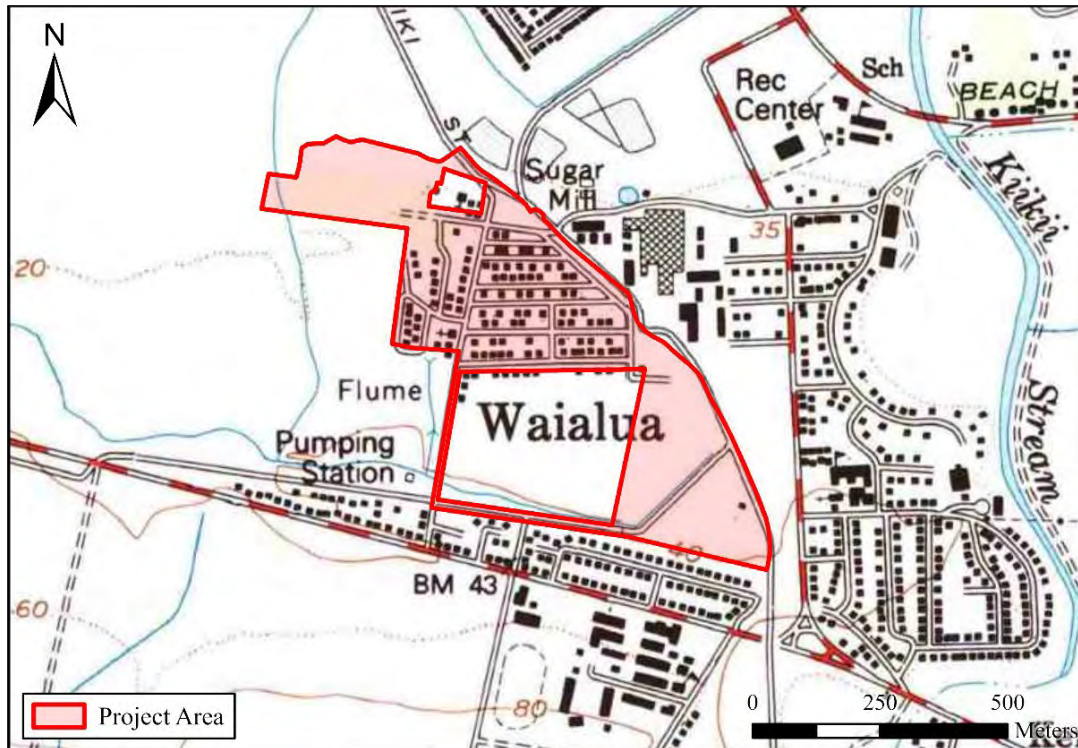 N
IKI
ST
Sch
Rec
Center
BEACH
Kiikii
Stream
Sugar
Mill
35
20
Flume
Waialua
Pumping
Station
40
BM 43
60
80
Project Area
0 250 500
Meters